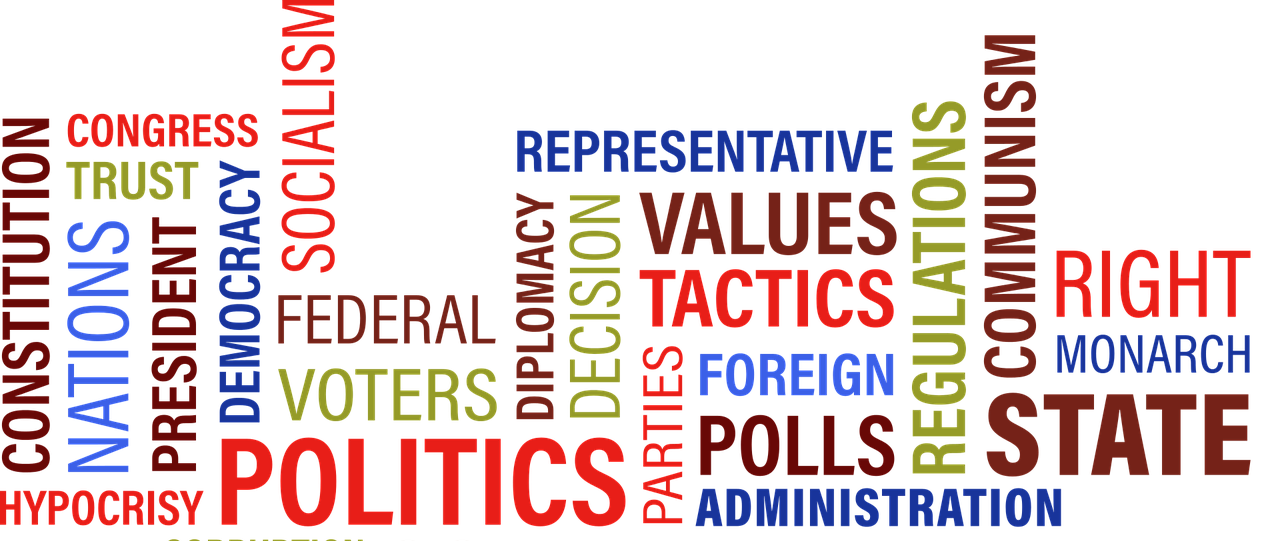 CONSTITUTION
CONGRESS
TRUST
NATIONS
PRESIDENT
DEMOCRACY
SOCIALISM
FEDERAL
VOTERS
HYPOCRISY
POLITICS
REPRESENTATIVE
DIPLOMACY
DECISION
VALUES
TACTICS
PARTIES
FOREIGN
POLLS
ADMINISTRATION
REGULATIONS
COMMUNISM
RIGHT
MONARCH
STATE